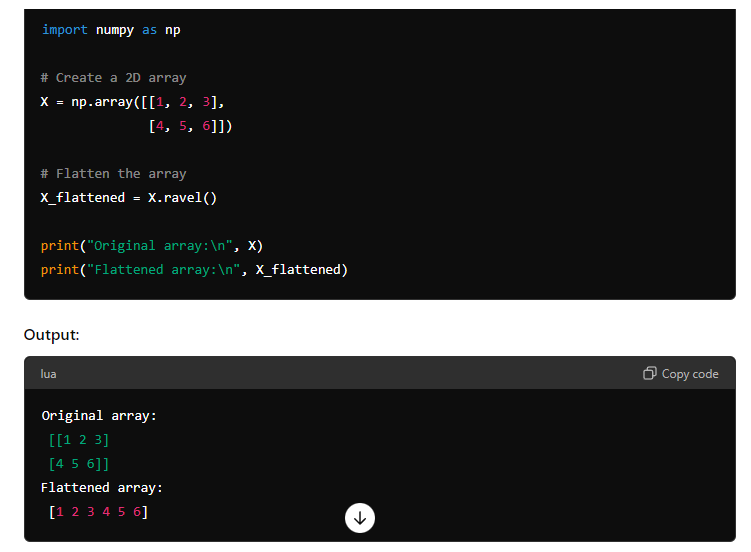 import numpy as np
# Create a 2D array
X = np.array([[1, 2, 3],
              [4, 5, 6]])
# Flatten the array
X_flattened = X.ravel()
print("Original array:\n", X)
print("Flattened array:\n", X_flattened)
Output:
lua
Copy code
Original array:
 [[1 2 3]
 [4 5 6]]
Flattened array:
 [1 2 3 4 5 6]